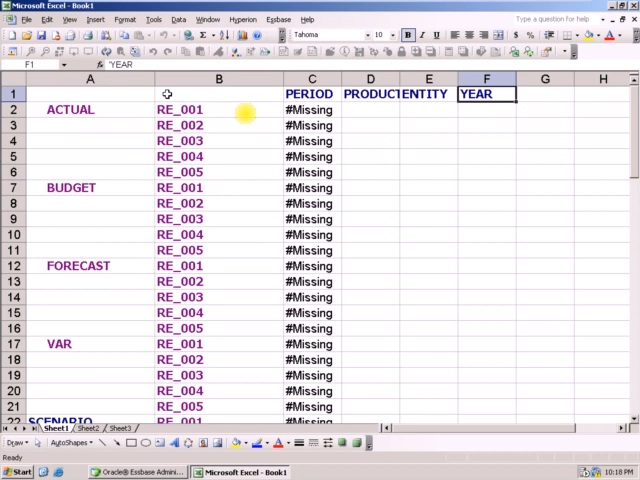 Microsoft Excel - Book1
File Edit View Insert Format Tools Data Window Hyperion Essbase Help Type a question for help
Tahoma 10 B I U $ % 
F1 fx 'YEAR
A B C D E F G H
1 PERIOD PRODUCT ENTITY YEAR
2 ACTUAL RE_001 #Missing
3 RE_002 #Missing
4 RE_003 #Missing
5 RE_004 #Missing
6 RE_005 #Missing
7 BUDGET RE_001 #Missing
8 RE_002 #Missing
9 RE_003 #Missing
10 RE_004 #Missing
11 RE_005 #Missing
12 FORECAST RE_001 #Missing
13 RE_002 #Missing
14 RE_003 #Missing
15 RE_004 #Missing
16 RE_005 #Missing
17 VAR RE_001 #Missing
18 RE_002 #Missing
19 RE_003 #Missing
20 RE_004 #Missing
21 RE_005 #Missing
22 SCENARIO RE_001 #Missing
Sheet1 Sheet2 Sheet3
Draw AutoShapes
Ready
Start Oracle® Essbase Admini... Microsoft Excel - Book1 10:18 PM